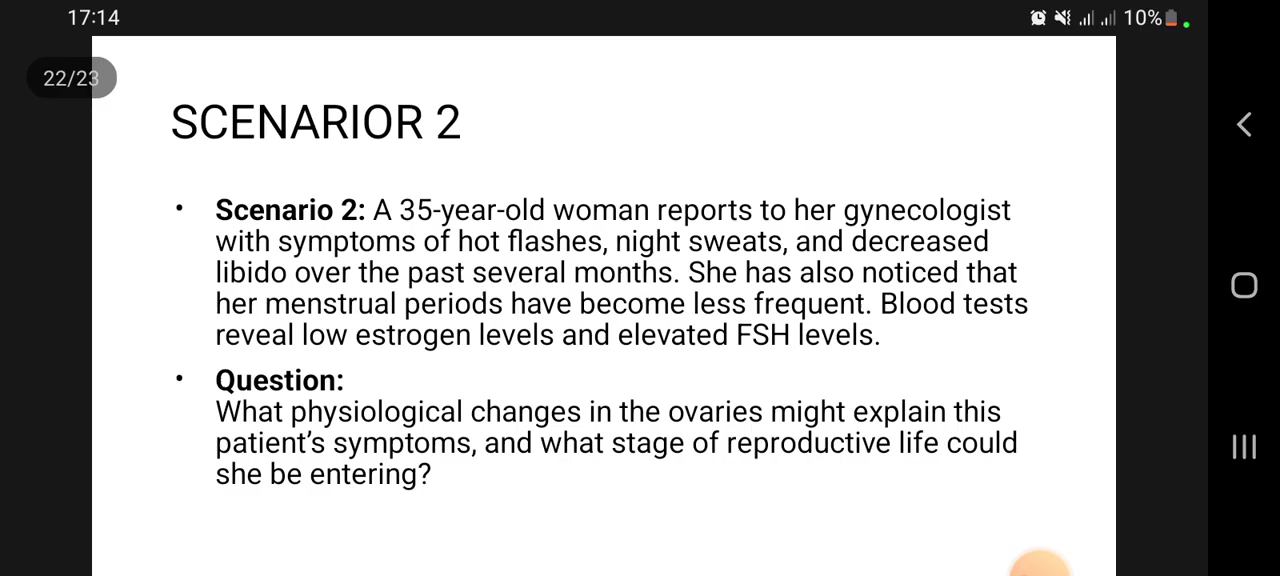 17:14
10%
22/23
SCENARIOR 2
• Scenario 2: A 35-year-old woman reports to her gynecologist
with symptoms of hot flashes, night sweats, and decreased
libido over the past several months. She has also noticed that
her menstrual periods have become less frequent. Blood tests
reveal low estrogen levels and elevated FSH levels.
• Question:
What physiological changes in the ovaries might explain this
patient's symptoms, and what stage of reproductive life could
she be entering?